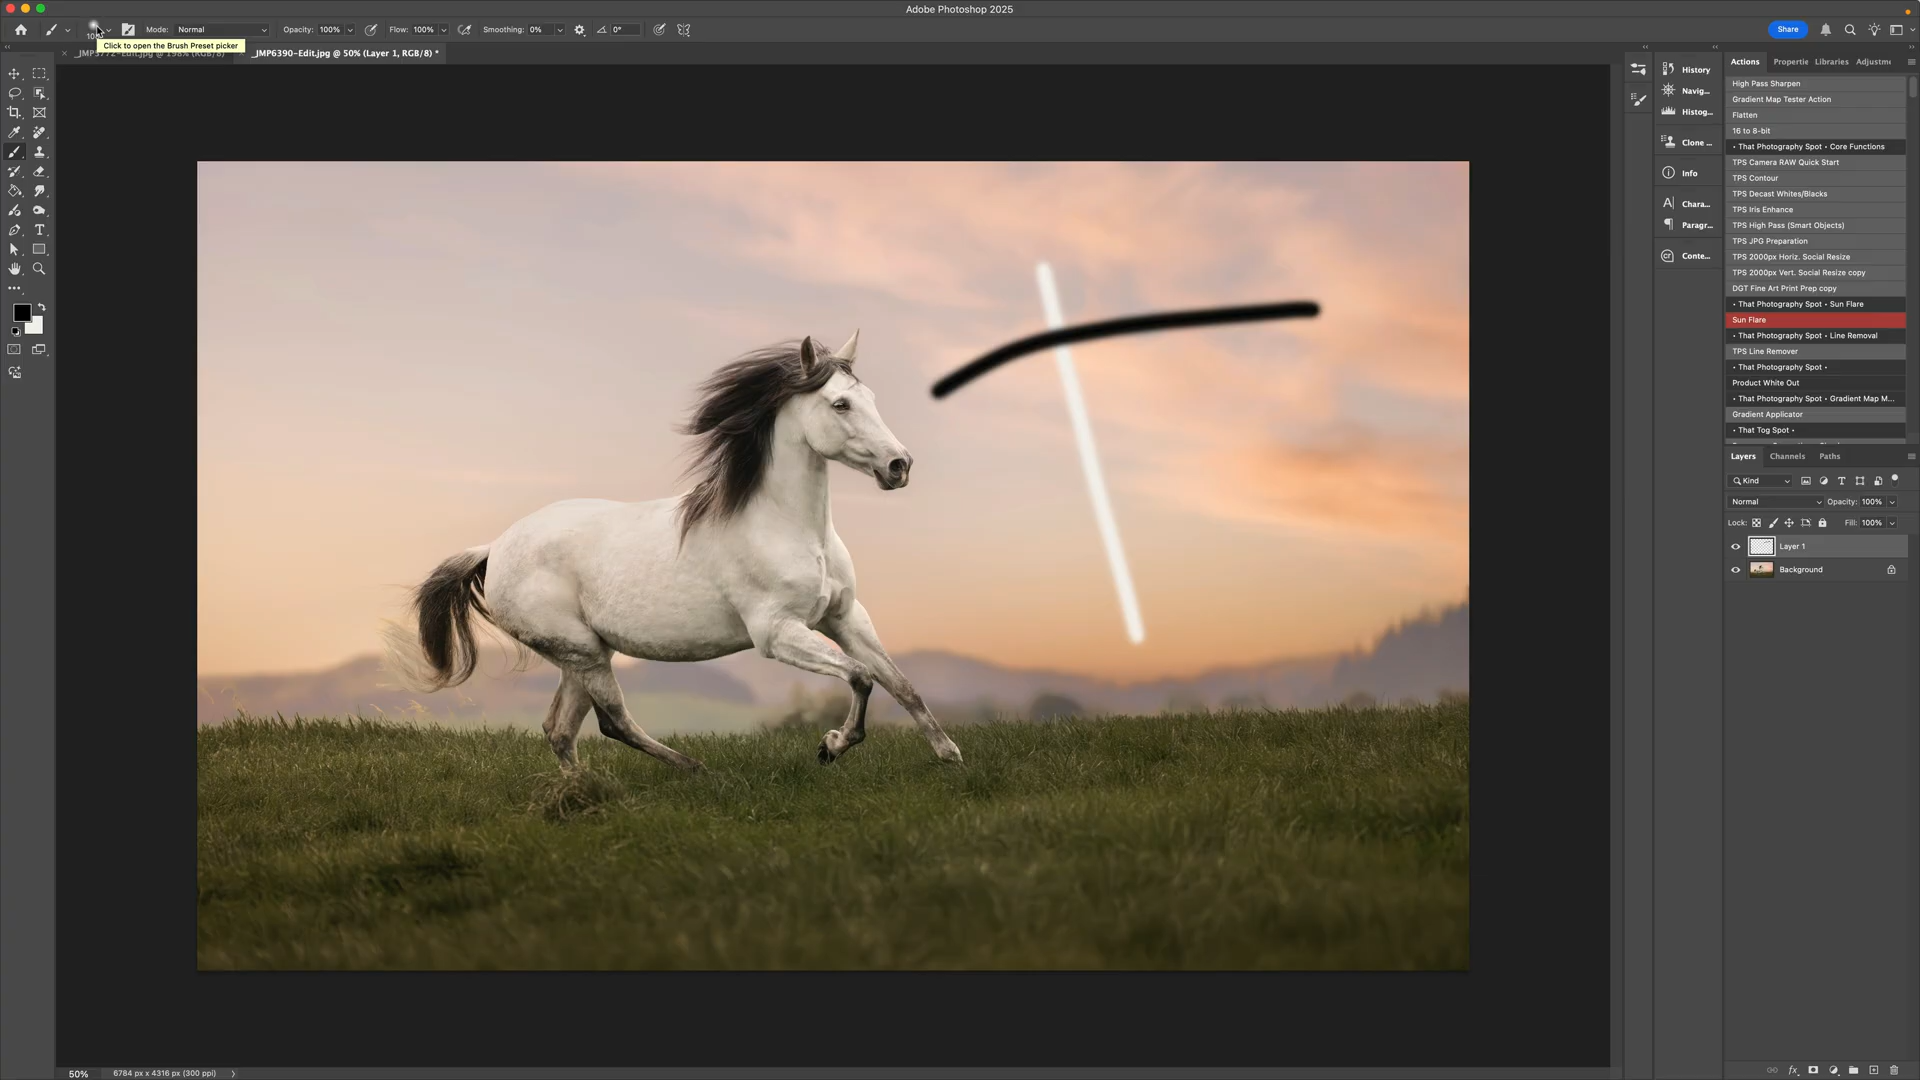 Adobe Photoshop 2025
Mode: Normal
Opacity: 100%
Flow: 100%
Smoothing: 0%
0°
Share
Click to open the Brush Preset picker
_JMP6390-Edit.jpg @ 50% (Layer 1, RGB/8) *
History
Navig...
Histog...
Clone ...
Info
Chara...
Paragr...
Conte...
Actions
Propertie
Libraries
Adjustme
High Pass Sharpen
Gradient Map Tester Action
Flatten
16 to 8-bit
• That Photography Spot • Core Functions
TPS Camera RAW Quick Start
TPS Contour
TPS Decast Whites/Blacks
TPS Iris Enhance
TPS High Pass (Smart Objects)
TPS JPG Preparation
TPS 2000px Horiz. Social Resize
TPS 2000px Vert. Social Resize copy
DGT Fine Art Print Prep copy
• That Photography Spot • Sun Flare
Sun Flare
• That Photography Spot • Line Removal
TPS Line Remover
• That Photography Spot •
Product White Out
• That Photography Spot • Gradient Map M...
Gradient Applicator
• That Tog Spot •
Layers
Channels
Paths
Kind
Normal
Opacity: 100%
Lock:
Fill: 100%
Layer 1
Background
50%
6784 px x 4316 px (300 ppi)